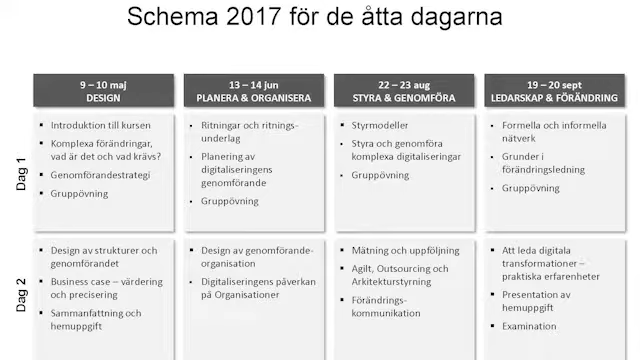 Schema 2017 för de åtta dagarna
9 – 10 maj
DESIGN
13 – 14 jun
PLANERA & ORGANISERA
22 – 23 aug
STYRA & GENOMFÖRA
19 – 20 sept
LEDARSKAP & FÖRÄNDRING
Dag 1
Introduktion till kursen
Komplexa förändringar,
vad är det och vad krävs?
Genomförandestrategi
Gruppövning
Ritningar och ritnings-
underlag
Planering av
digitaliseringens
genomförande
Gruppövning
Styrmodeller
Styra och genomföra
komplexa digitaliseringar
Gruppövning
Formella och informella
nätverk
Grunder i
förändringsledning
Gruppövning
Dag 2
Design av strukturer och
genomförandet
Business case – värdering
och precisering
Sammanfattning och
hemuppgift
Design av genomförande-
organisation
Digitaliseringens påverkan
på Organisationer
Mätning och uppföljning
Agilt, Outsourcing och
Arkitekturstyrning
Förändrings-
kommunikation
Att leda digitala
transformationer –
praktiska erfarenheter
Presentation av
hemuppgift
Examination